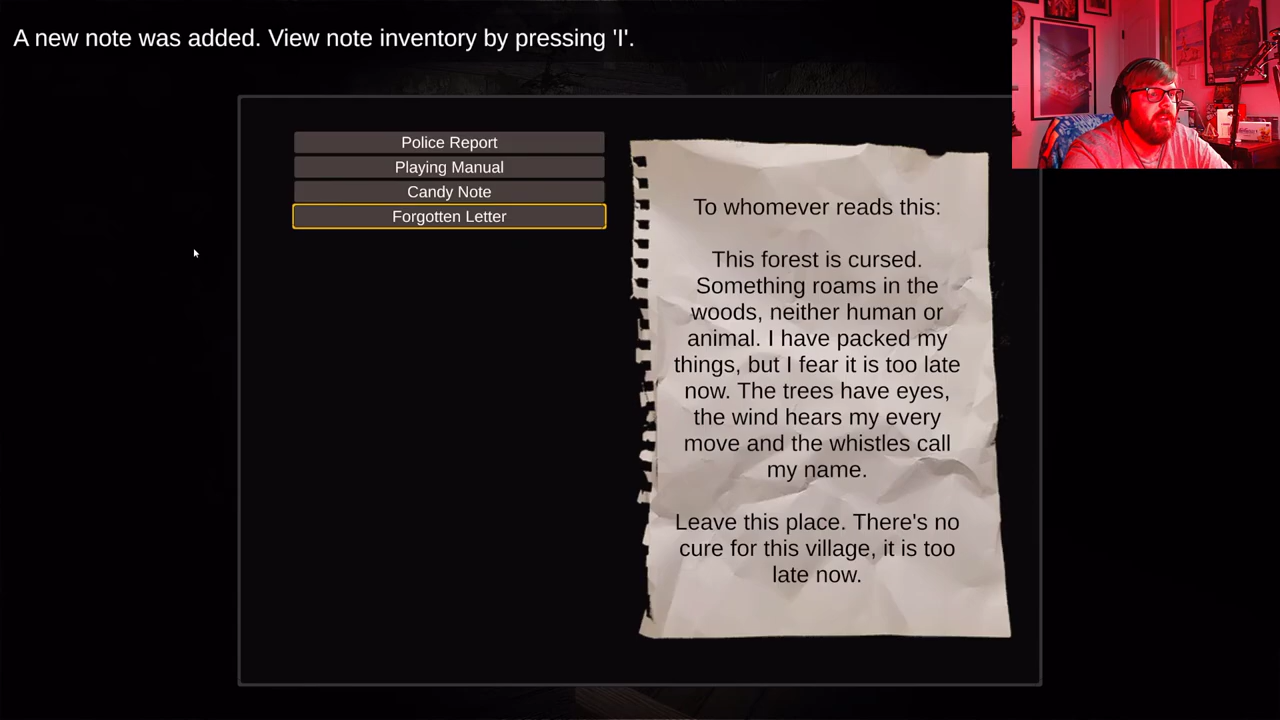 A new note was added. View note inventory by pressing 'I'.
Police Report
Playing Manual
Candy Note
Forgotten Letter
To whomever reads this:
This forest is cursed.
Something roams in the
woods, neither human or
animal. I have packed my
things, but I fear it is too late
now. The trees have eyes,
the wind hears my every
move and the whistles call
my name.
Leave this place. There's no
cure for this village, it is too
late now.